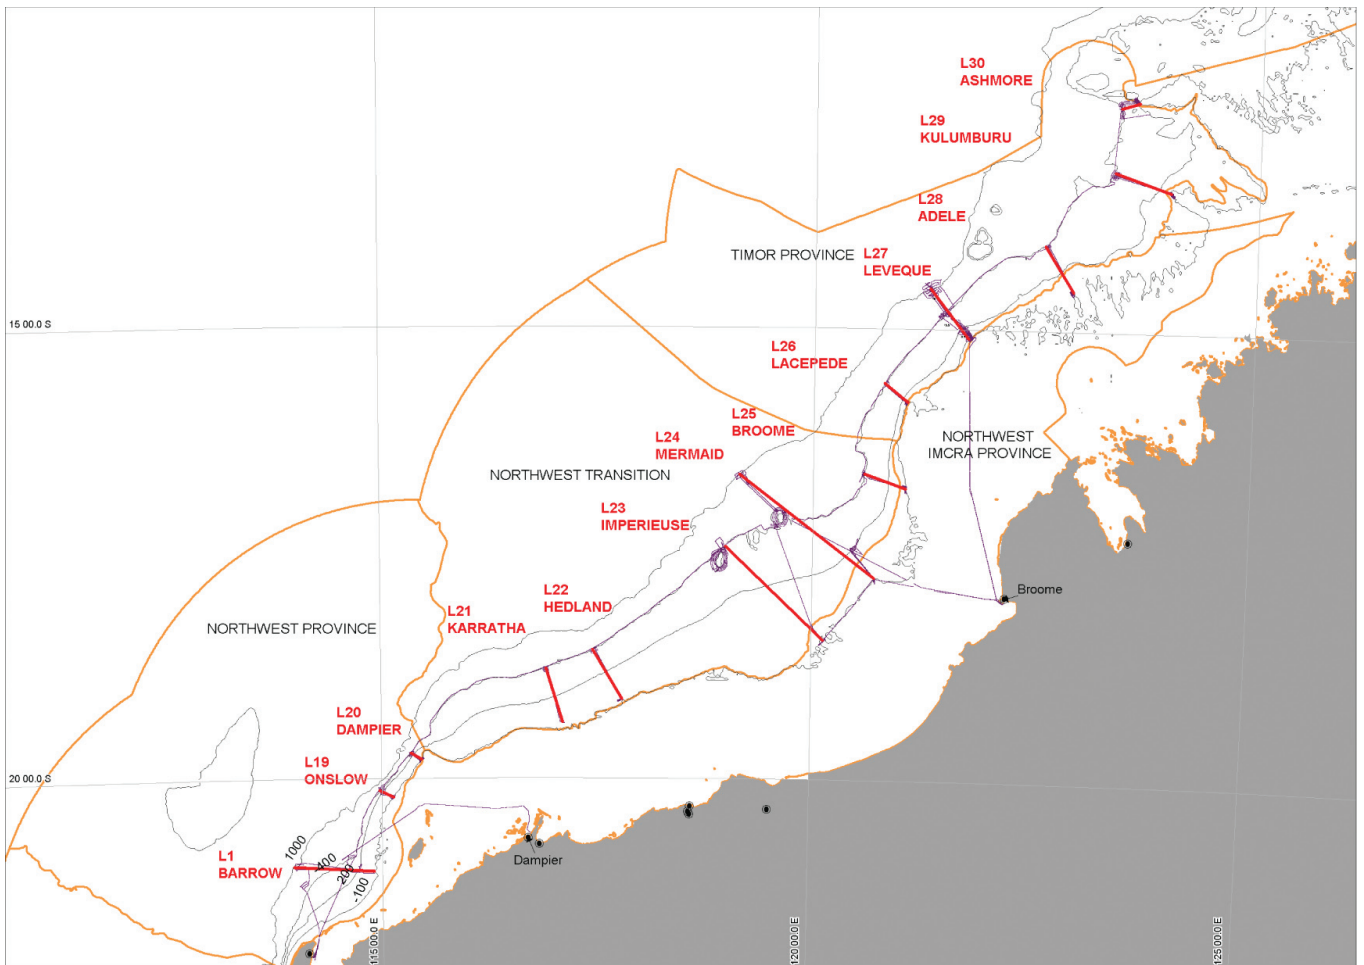 L30
ASHMORE
L29
KULUMBURU
L28
ADELE
TIMOR PROVINCE
L27
LEVEQUE
15 00.0 S
L26
LACEPEDE
L25
BROOME
L24
MERMAID
NORTHWEST
IMCRA PROVINCE
NORTHWEST TRANSITION
L23
IMPERIEUSE
L22
HEDLAND
Broome
L21
KARRATHA
NORTHWEST PROVINCE
L20
DAMPIER
L19
ONSLOW
20 00.0 S
L1
BARROW
1000
400
200
-100
Dampier
115 00.0 E
120 00.0 E
125 00.0 E